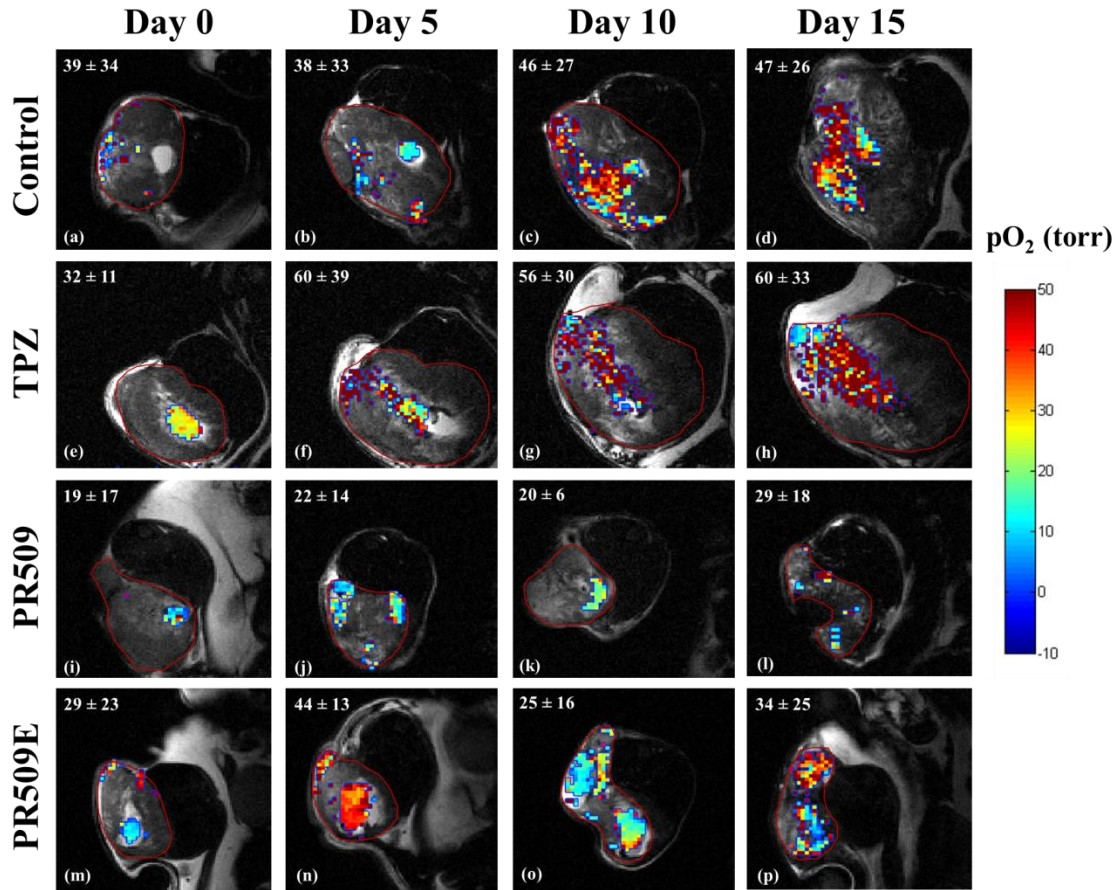 Day 0 Day 5 Day 10 Day 15
Control
39 ± 34 38 ± 33 46 ± 27 47 ± 26
(a) (b) (c) (d)
pO₂ (torr)
TPZ
32 ± 11 60 ± 39 56 ± 30 60 ± 33
(e) (f) (g) (h)
50
40
30
20
10
0
-10
PR509
19 ± 17 22 ± 14 20 ± 6 29 ± 18
(i) (j) (k) (l)
PR509E
29 ± 23 44 ± 13 25 ± 16 34 ± 25
(m) (n) (o) (p)